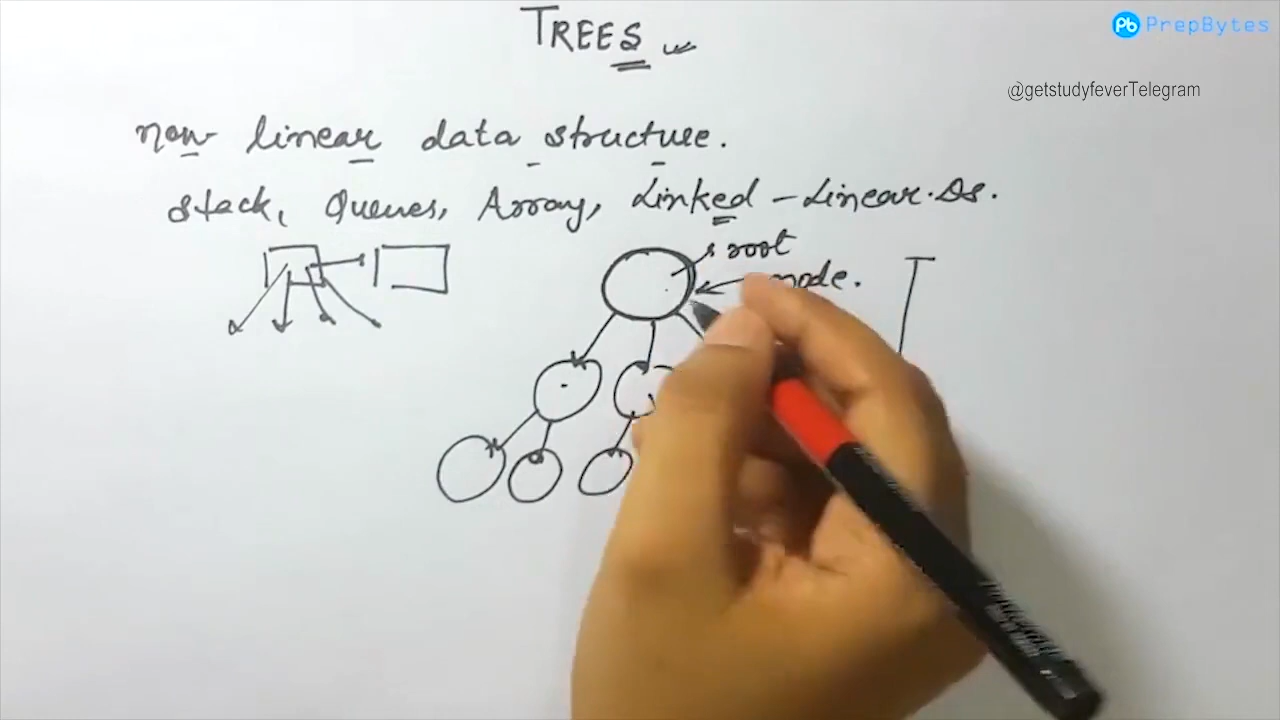 TREES
PrepBytes
@getstudyfeverTelegram
non linear data structure.
Stack, Queues, Array, Linked - Linear. Ds.
root
node.